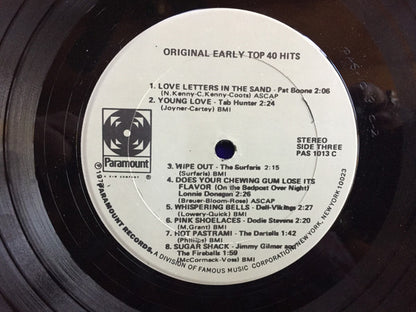 ORIGINAL EARLY TOP 40 HITS
1. LOVE LETTERS IN THE SAND - Pat Boone 2:06
(N. Kenny-C. Kenny-Coots) ASCAP
2. YOUNG LOVE - Tab Hunter 2:24
(Joyner-Cartey) BMI
Paramount
STEREO
SIDE THREE
PAS 1013 C
3. WIPE OUT - The Surfaris 2:15
(Surfaris) BMI
4. DOES YOUR CHEWING GUM LOSE ITS
FLAVOR (On the Bedpost Over Night)
Lonnie Donegan 2:26
(Breuer-Bloom-Rose) ASCAP
5. WHISPERING BELLS - Dell-Vikings 2:27
(Lowery-Quick) BMI
6. PINK SHOELACES - Dodie Stevens 2:20
(M. Grant) BMI
7. HOT PASTRAMI - The Dartells 1:42
(Phillips) BMI
8. SUGAR SHACK - Jimmy Gilmer and
The Fireballs 1:59
(McCormack-Voss) BMI
PARAMOUNT RECORDS, A DIVISION OF FAMOUS MUSIC CORPORATION, NEW YORK, NEW YORK 10023